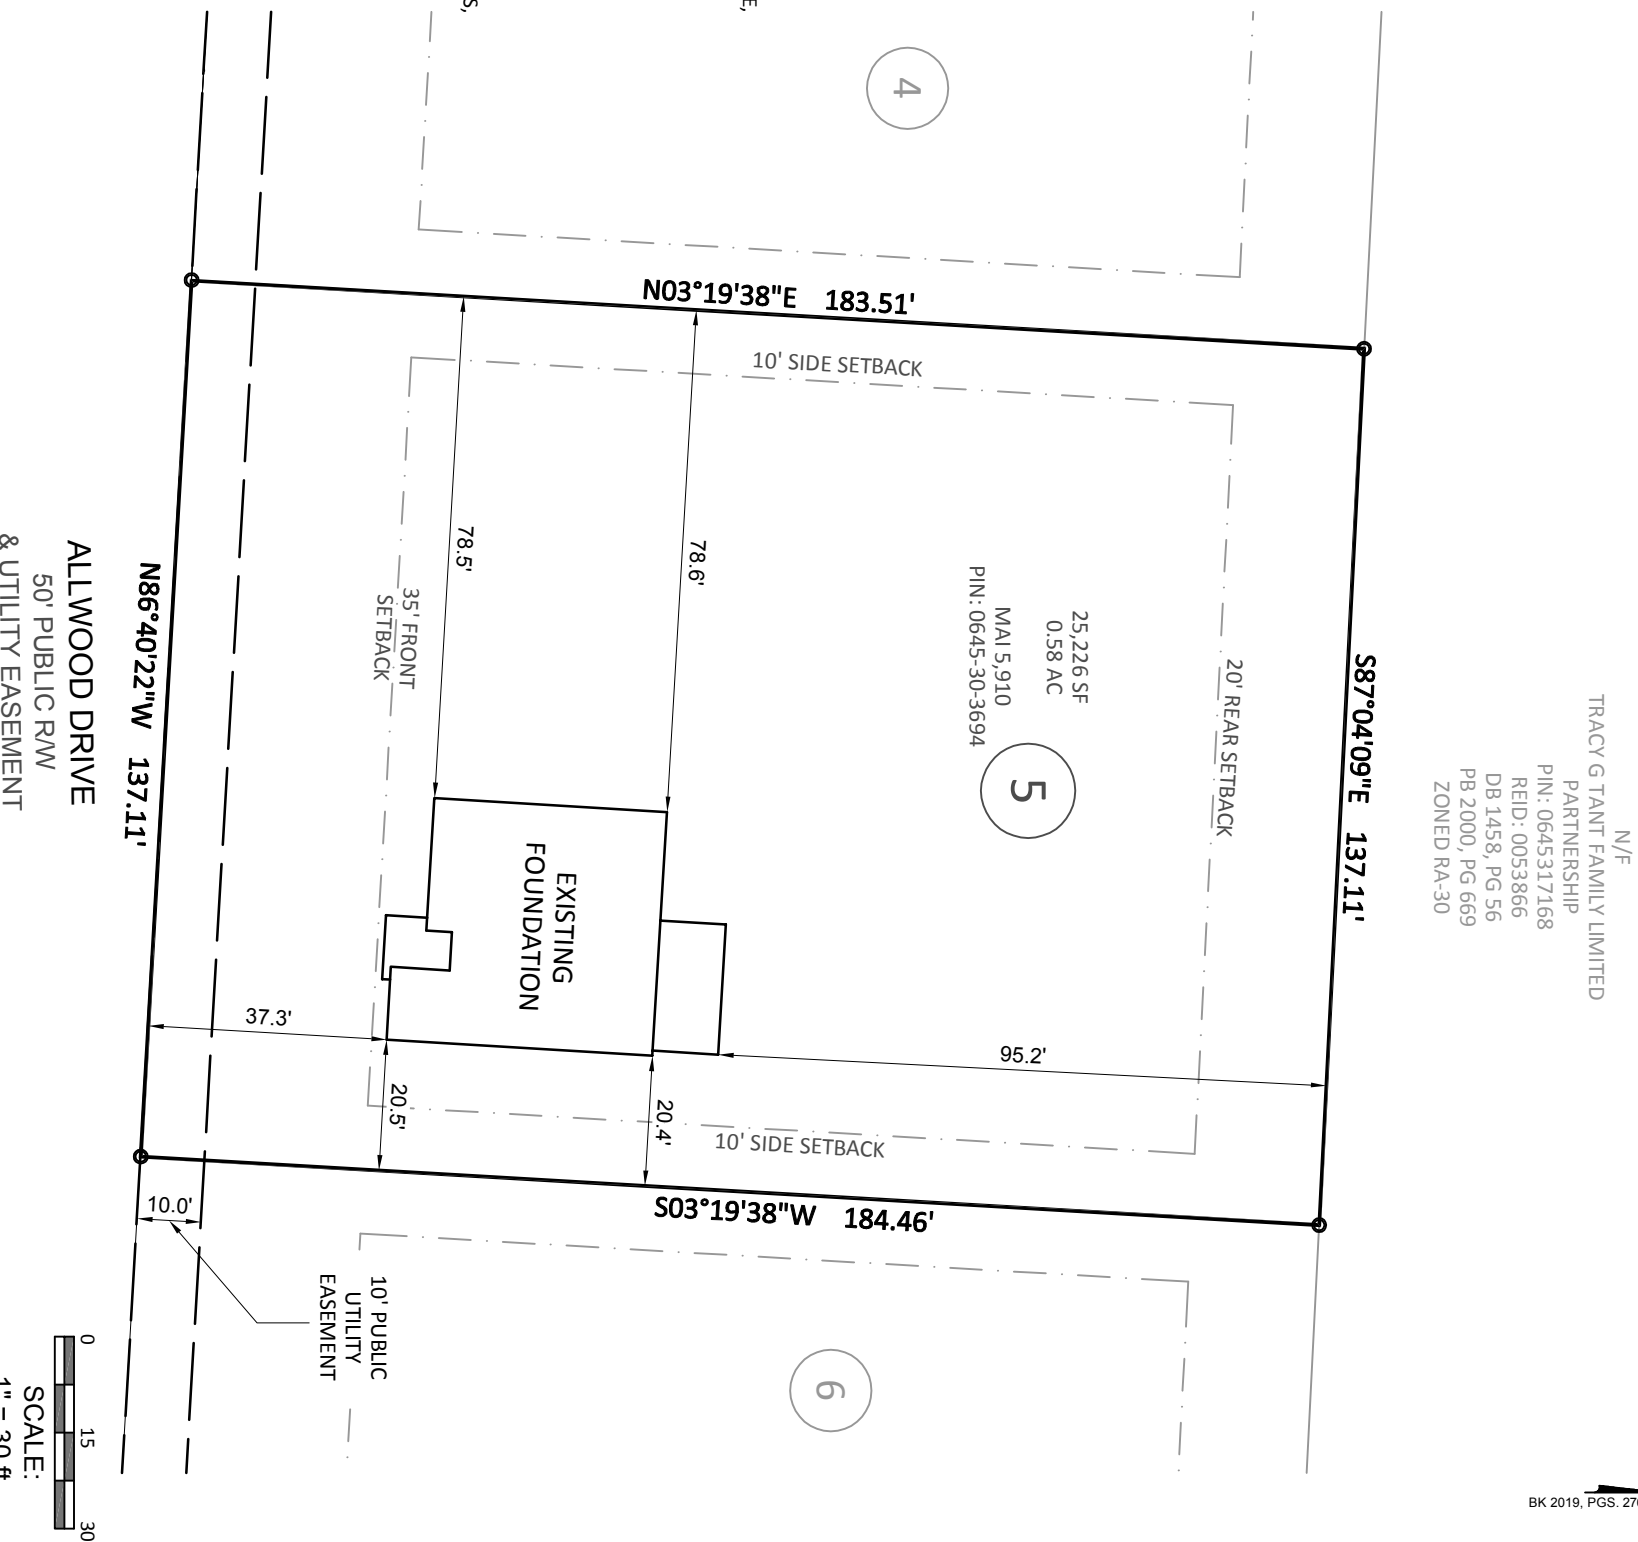 4
N03°19'38"E 183.51'
10' SIDE SETBACK
78.5'
78.6'
35' FRONT
SETBACK
25,226 SF
0.58 AC
MAI 5,910
PIN: 0645-30-3694
5
20' REAR SETBACK
S87°04'09"E 137.11'
N/F
TRACY G TANT FAMILY LIMITED
PARTNERSHIP
PIN: 0645317168
REID: 0053866
DB 1458, PG 56
PB 2000, PG 669
ZONED RA-30
EXISTING
FOUNDATION
37.3'
95.2'
20.5'
20.4'
10' SIDE SETBACK
S03°19'38"W 184.46'
N86°40'22"W 137.11'
ALLWOOD DRIVE
50' PUBLIC R/W
& UTILITY EASEMENT
10.0'
10' PUBLIC
UTILITY
EASEMENT
6
0 15 30
SCALE:
1" = 30 ft
BK 2019, PGS.